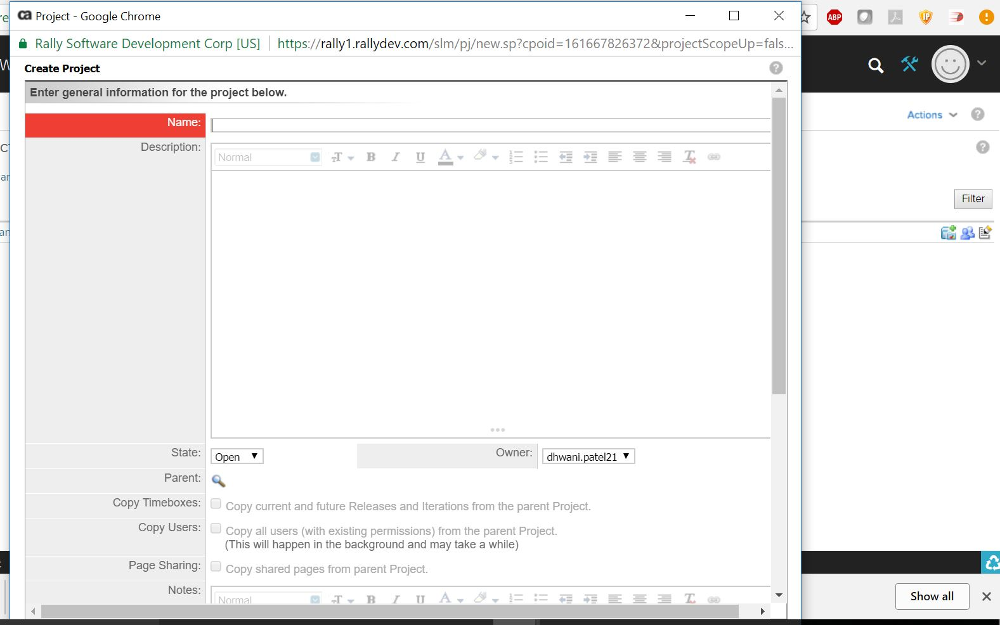 ca Project - Google Chrome
Rally Software Development Corp [US] https://rally1.rallydev.com/slm/pj/new.sp?cpoid=161667826372&projectScopeUp=fals...
ABP
IP
Create Project ?
Enter general information for the project below.
Actions ?
Name:
Description:
Normal T B I U A
?
Filter
State: Open Owner: dhwani.patel21
Parent:
Copy Timeboxes: Copy current and future Releases and Iterations from the parent Project.
Copy Users: Copy all users (with existing permissions) from the parent Project.
(This will happen in the background and may take a while)
Page Sharing: Copy shared pages from parent Project.
Notes:
Normal T B I U A
Show all